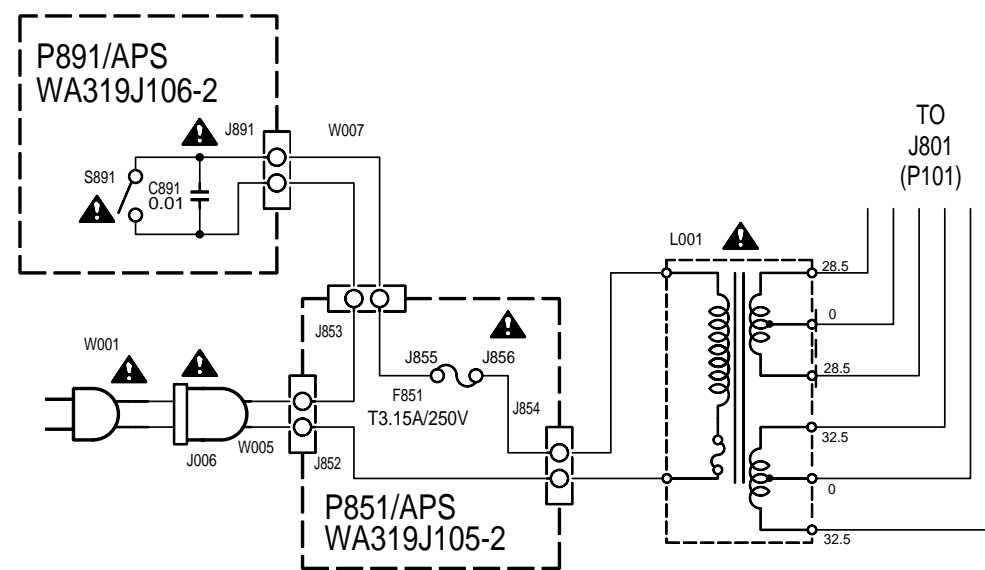 P891/APS
WA319J106-2
J891
W007
S891
C891
0.01
TO
J801
(P101)
L001
28.5
0
28.5
32.5
0
32.5
J853
J855
J856
F851
T3.15A/250V
J854
W001
J006
W005
J852
P851/APS
WA319J105-2